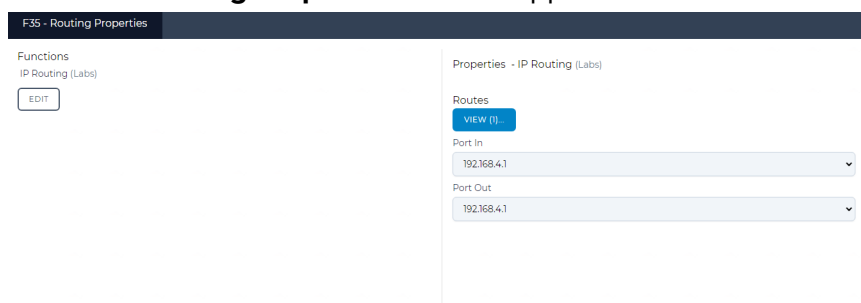 F35 - Routing Properties
Functions
IP Routing (Labs)
EDIT
Properties - IP Routing (Labs)
Routes
VIEW (1)...
Port In
192.168.4.1
Port Out
192.168.4.1